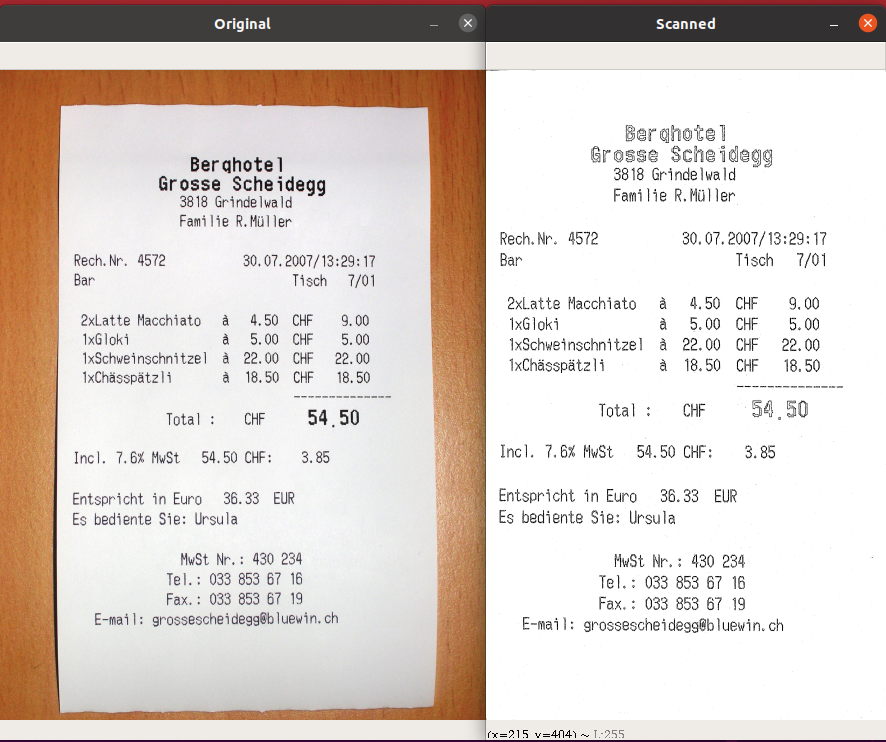 Original
Berghotel
Grosse Scheidegg
3818 Grindelwald
Familie R.Müller
Rech.Nr. 4572 30.07.2007/13:29:17
Bar Tisch 7/01
2xLatte Macchiato à 4.50 CHF 9.00
1xGloki à 5.00 CHF 5.00
1xSchweinschnitzel à 22.00 CHF 22.00
1xChässpätzli à 18.50 CHF 18.50
--------------
Total : CHF 54.50
Incl. 7.6% MwSt 54.50 CHF: 3.85
Entspricht in Euro 36.33 EUR
Es bediente Sie: Ursula
MwSt Nr.: 430 234
Tel.: 033 853 67 16
Fax.: 033 853 67 19
E-mail: grossescheidegg@bluewin.ch
Scanned
Berghotel
Grosse Scheidegg
3818 Grindelwald
Familie R.Müller
Rech.Nr. 4572 30.07.2007/13:29:17
Bar Tisch 7/01
2xLatte Macchiato à 4.50 CHF 9.00
1xGloki à 5.00 CHF 5.00
1xSchweinschnitzel à 22.00 CHF 22.00
1xChässpätzli à 18.50 CHF 18.50
--------------
Total : CHF 54.50
Incl. 7.6% MwSt 54.50 CHF: 3.85
Entspricht in Euro 36.33 EUR
Es bediente Sie: Ursula
MwSt Nr.: 430 234
Tel.: 033 853 67 16
Fax.: 033 853 67 19
E-mail: grossescheidegg@bluewin.ch
(x=215, y=404) ~ L:255